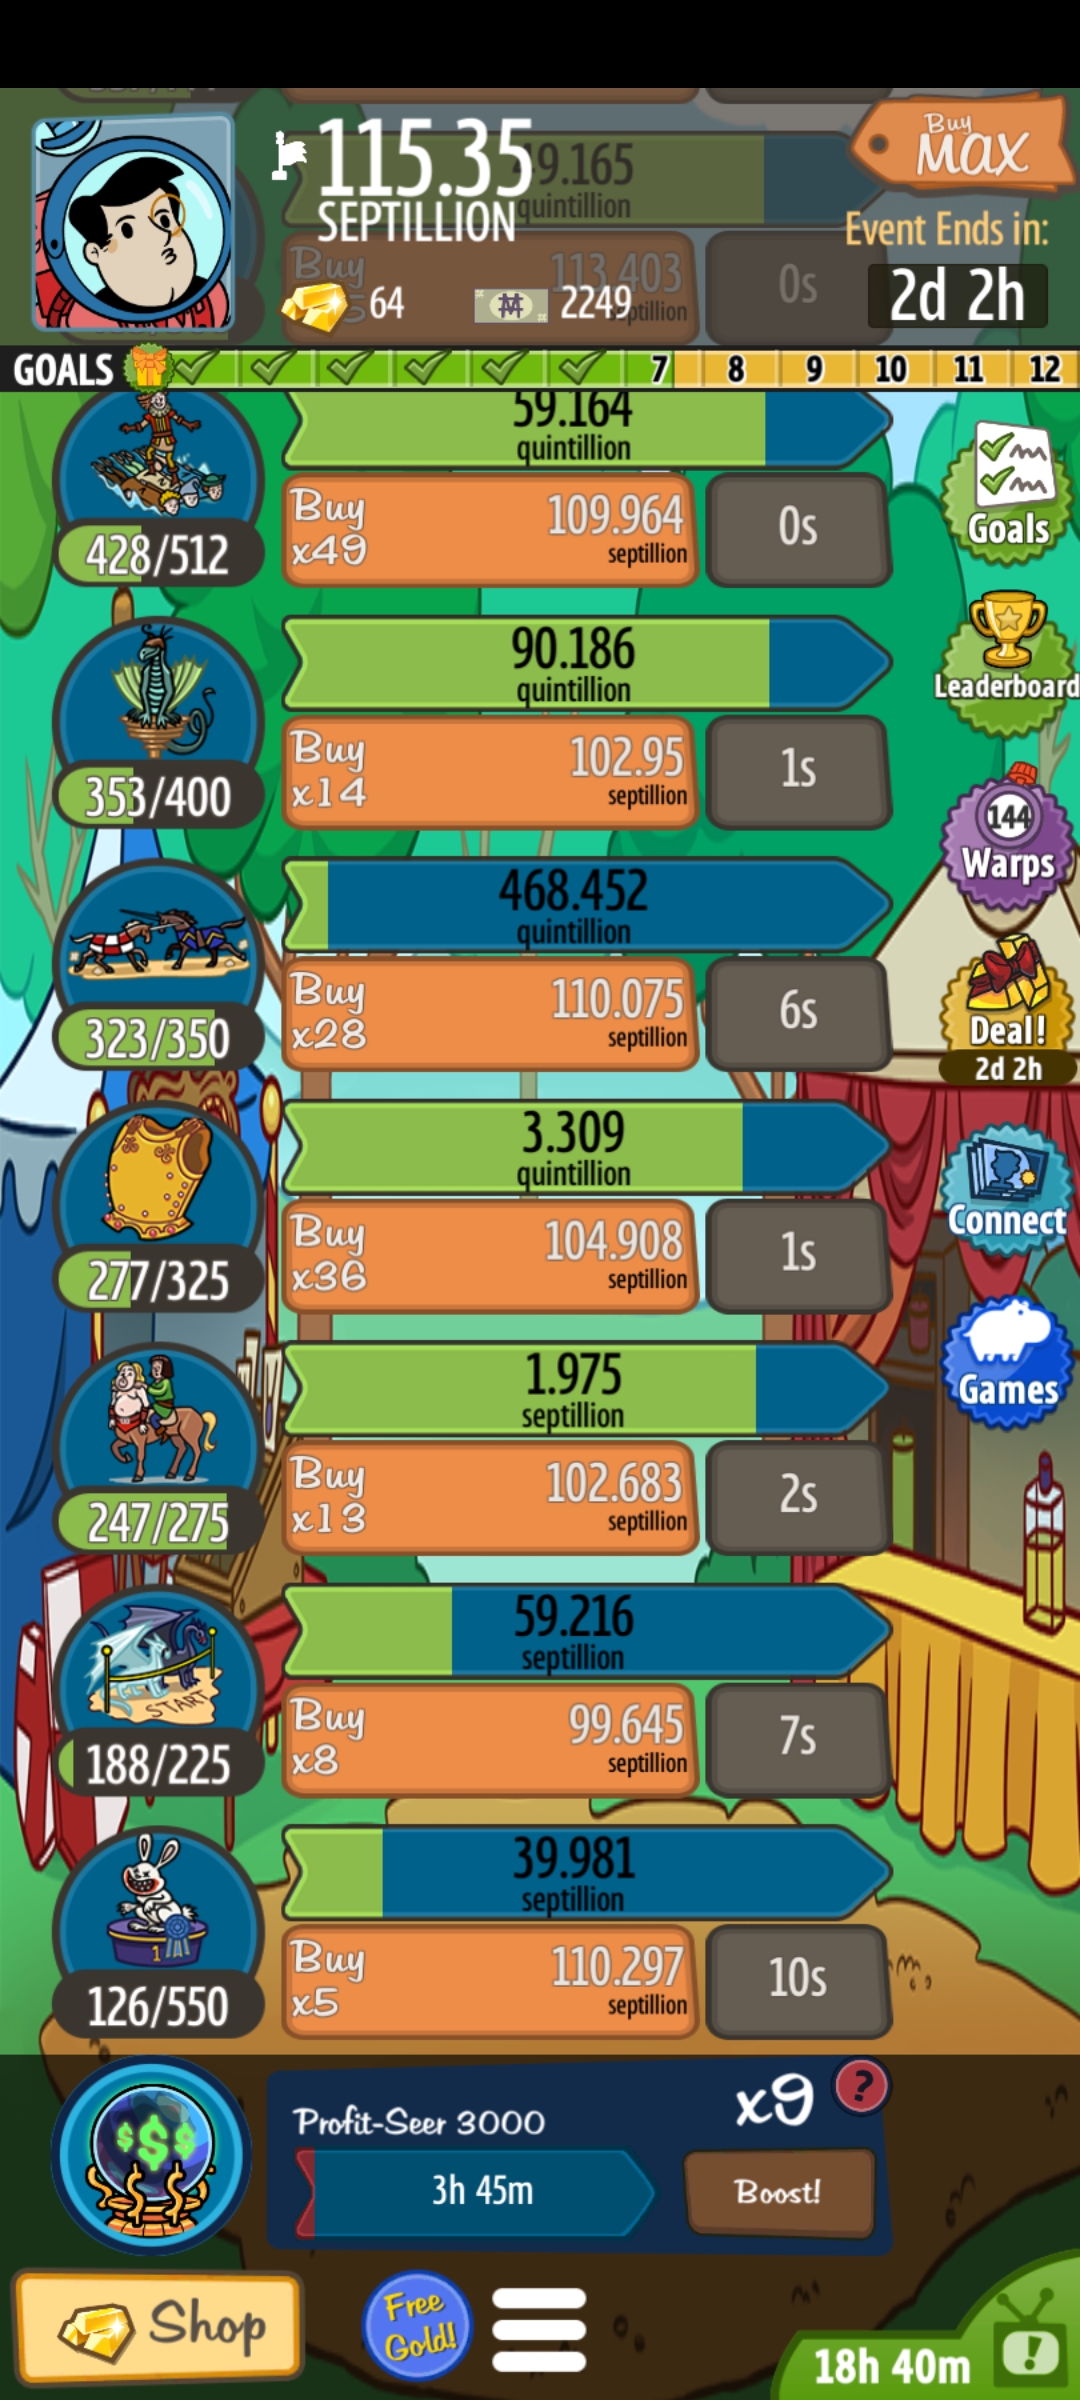 115.35
SEPTILLION
49.165
quintillion
Buy
MAX
Event Ends in:
2d 2h
Buy
113.403
septillion
0s
64
2249
GOALS
7 8 9 10 11 12
59.164
quintillion
428/512
Buy
x49
109.964
septillion
0s
Goals
90.186
quintillion
353/400
Buy
x14
102.95
septillion
1s
Leaderboard
468.452
quintillion
323/350
Buy
x28
110.075
septillion
6s
144
Warps
Deal!
2d 2h
3.309
quintillion
277/325
Buy
x36
104.908
septillion
1s
Connect
1.975
septillion
247/275
Buy
x13
102.683
septillion
2s
Games
59.216
septillion
START
188/225
Buy
x8
99.645
septillion
7s
39.981
septillion
1
126/550
Buy
x5
110.297
septillion
10s
$$$
Profit-Seer 3000
x9
?
3h 45m
Boost!
Shop
Free
Gold!
18h 40m
!